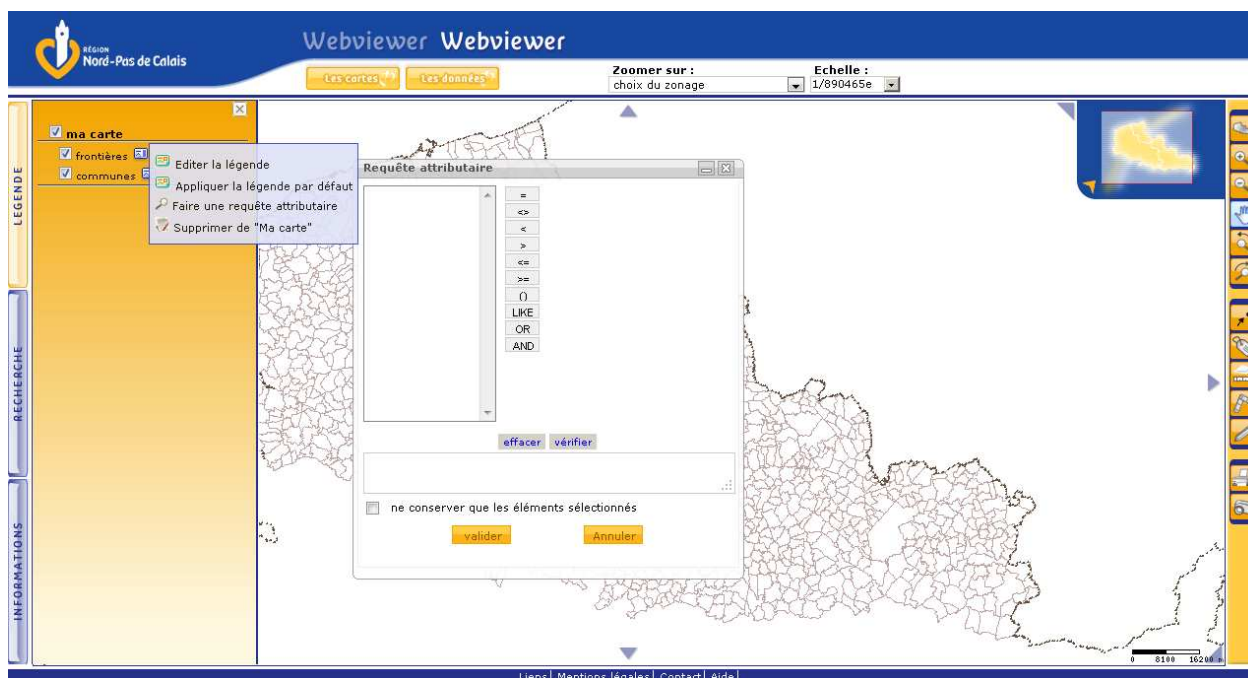 RÉGION
Nord-Pas de Calais
Webviewer Webviewer
Les cartes
Les données
Zoomer sur :
choix du zonage
Echelle :
1/890465e
LEGENDE
RECHERCHE
INFORMATIONS
ma carte
frontières
communes
Editer la légende
Appliquer la légende par défaut
Faire une requête attributaire
Supprimer de "Ma carte"
Requête attributaire
=
<>
<
>
<=
>=
()
LIKE
OR
AND
effacer vérifier
ne conserver que les éléments sélectionnés
valider Annuler
0 8100 16200 m
Liens| Mentions légales| Contact| Aide|